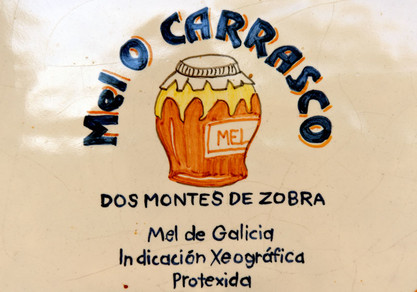 Mel O CARRASCO
MEL
DOS MONTES DE ZOBRA
Mel de Galicia
Indicación Xeográfica
Protexida